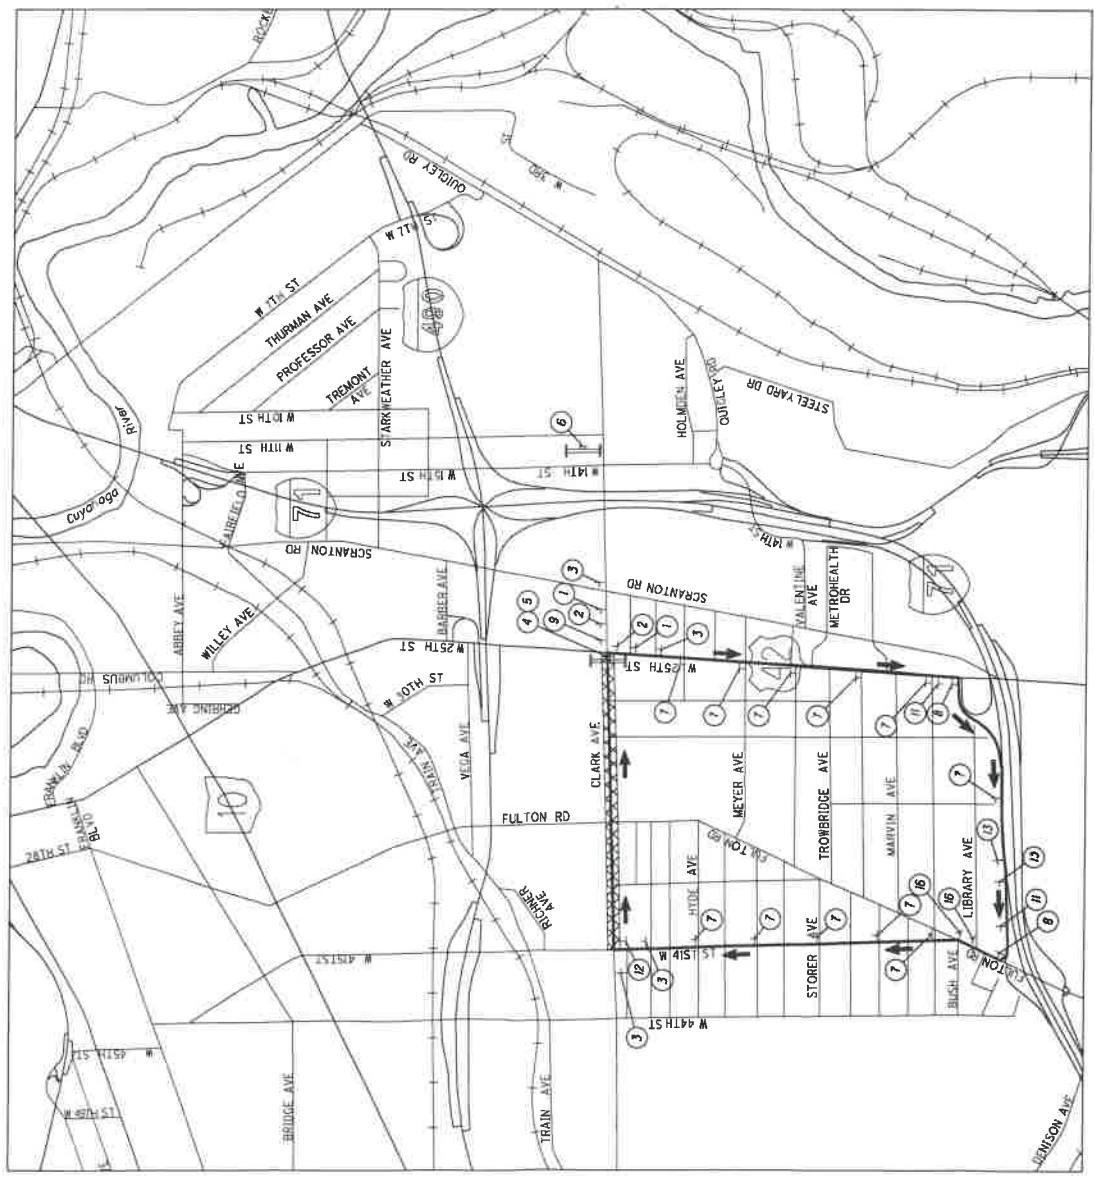 QUIGLEY RD
W 3RD
ST
W 7TH ST
W 7TH ST
THURMAN AVE
PROFESSOR AVE
TREMONT
AVE
STARKWEATHER AVE
490
W 10TH ST
W 11TH ST
W 15TH ST
W 14TH ST
6
HOLMDEN AVE
QUIGLEY RD
STEELYARD DR
River
Cuyahoga
FAIRFIELD AVE
71
SCRANTON RD
ABBEY AVE
WILLEY AVE
BARBER AVE
W 25TH ST
COLUMBUS RD
GEHRING AVE
W 30TH ST
TRAIN AVE
VEGA AVE
3
1
2
5
9
4
SCRANTON RD
2
1
3
W 25TH ST
42
W 14TH ST
VALENTINE
AVE
METROHEALTH
DR
71
7
7
7
7
7
11
8
7
13
13
11
8
FRANKLIN BLVD
FRANKLIN
BLVD
28TH ST
10
CLARK AVE
FULTON RD
FULTON RD
MEYER AVE
TROWBRIDGE AVE
MARVIN AVE
LIBRARY AVE
RICHNER
AVE
HYDE AVE
7
7
7
7
16
16
7
W 41ST ST
W 41ST ST
STORER AVE
BUSH AVE
FULTON RD
12
3
3
W 44TH ST
W 45TH ST
W 48TH ST
BRIDGE AVE
TRAIN AVE
DENISON AVE